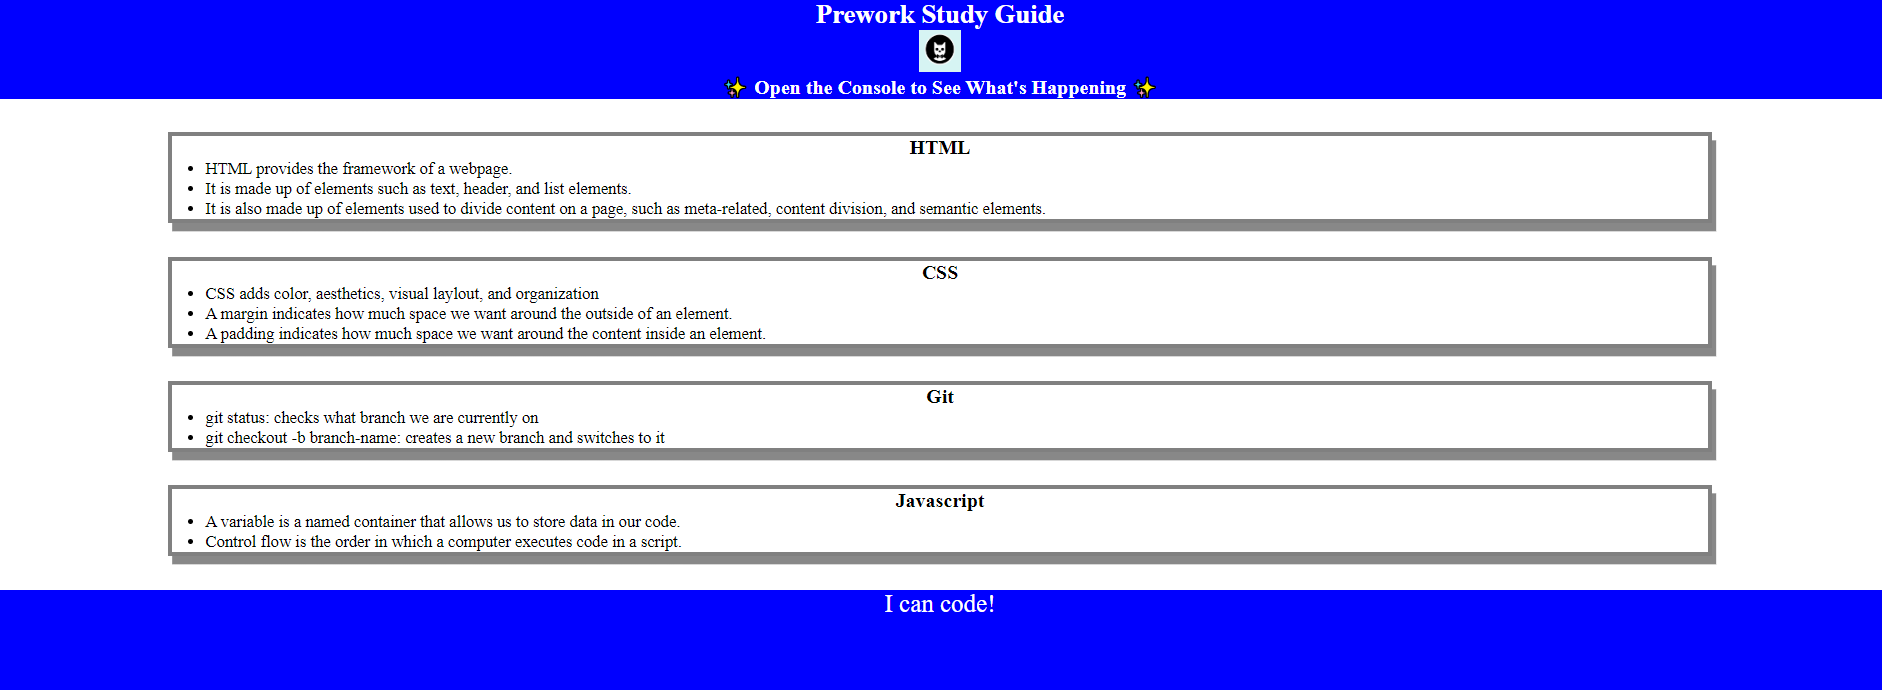 Prework Study Guide
✨ Open the Console to See What's Happening ✨
HTML
• HTML provides the framework of a webpage.
• It is made up of elements such as text, header, and list elements.
• It is also made up of elements used to divide content on a page, such as meta-related, content division, and semantic elements.
CSS
• CSS adds color, aesthetics, visual laylout, and organization
• A margin indicates how much space we want around the outside of an element.
• A padding indicates how much space we want around the content inside an element.
Git
• git status: checks what branch we are currently on
• git checkout -b branch-name: creates a new branch and switches to it
Javascript
• A variable is a named container that allows us to store data in our code.
• Control flow is the order in which a computer executes code in a script.
I can code!